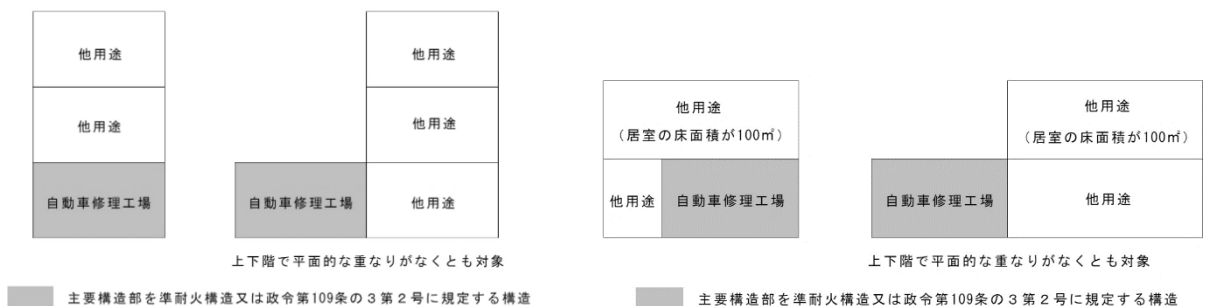 他用途
他用途
自動車修理工場
他用途
他用途
自動車修理工場
他用途
上下階で平面的な重なりがなくとも対象
主要構造部を準耐火構造又は政令第109条の3第2号に規定する構造
他用途
（居室の床面積が100㎡）
他用途
自動車修理工場
他用途
（居室の床面積が100㎡）
自動車修理工場
他用途
上下階で平面的な重なりがなくとも対象
主要構造部を準耐火構造又は政令第109条の３第２号に規定する構造